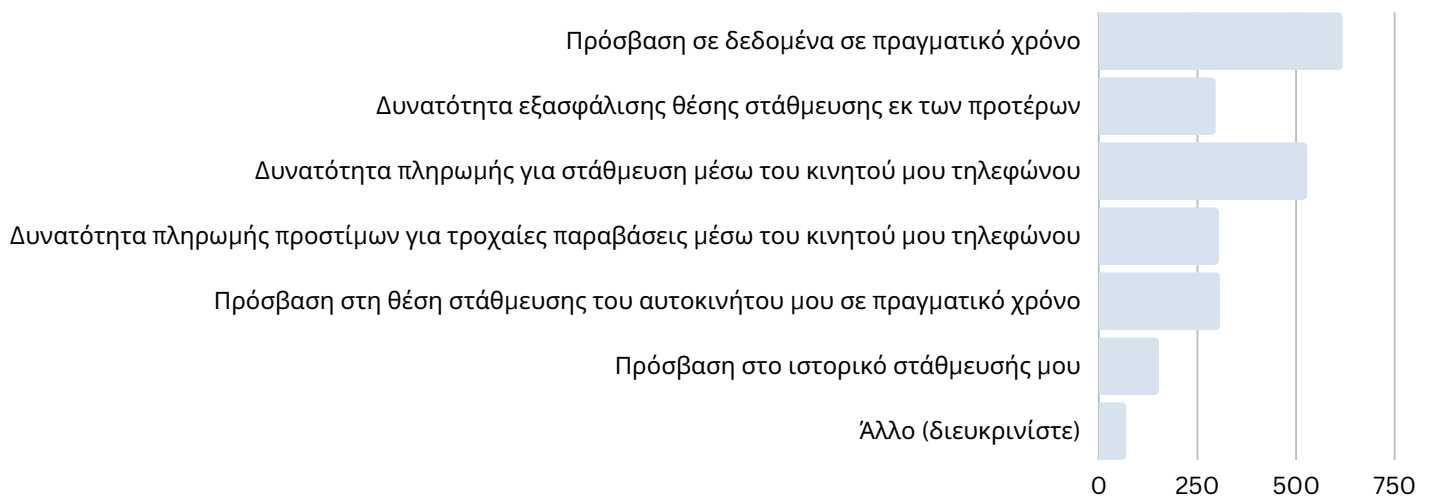 Πρόσβαση σε δεδομένα σε πραγματικό χρόνο
Δυνατότητα εξασφάλισης θέσης στάθμευσης εκ των προτέρων
Δυνατότητα πληρωμής για στάθμευση μέσω του κινητού μου τηλεφώνου
Δυνατότητα πληρωμής προστίμων για τροχαίες παραβάσεις μέσω του κινητού μου τηλεφώνου
Πρόσβαση στη θέση στάθμευσης του αυτοκινήτου μου σε πραγματικό χρόνο
Πρόσβαση στο ιστορικό στάθμευσής μου
Άλλο (διευκρινίστε)
0 250 500 750